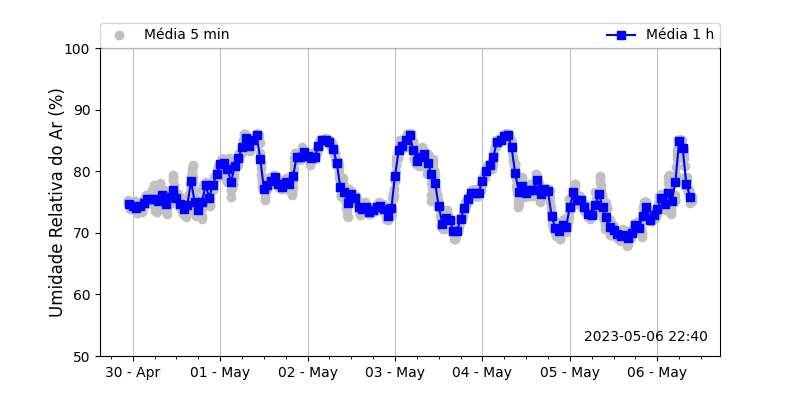 Média 5 min
Média 1 h
Umidade Relativa do Ar (%)
100
90
80
70
60
50
2023-05-06 22:40
30 - Apr
01 - May
02 - May
03 - May
04 - May
05 - May
06 - May